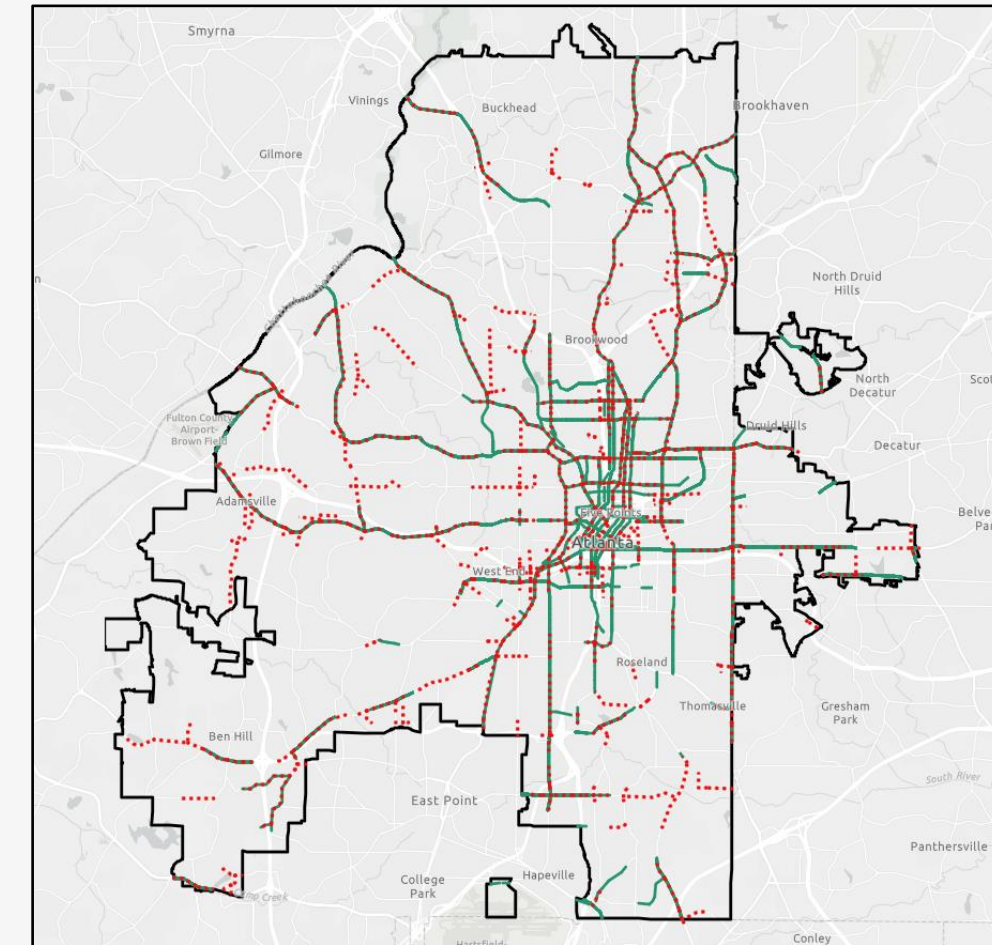 Smyrna
Vinings
Buckhead
Brookhaven
Gilmore
North Druid
Hills
Brookwood
North
Decatur
Fulton County
Airport-
Brown Field
Druid Hills
Decatur
Adamsville
Five Points
Atlanta
West End
Roseland
Thomasville
Gresham
Park
Ben Hill
East Point
South River
Panthersville
College
Park
Hapeville
Conley